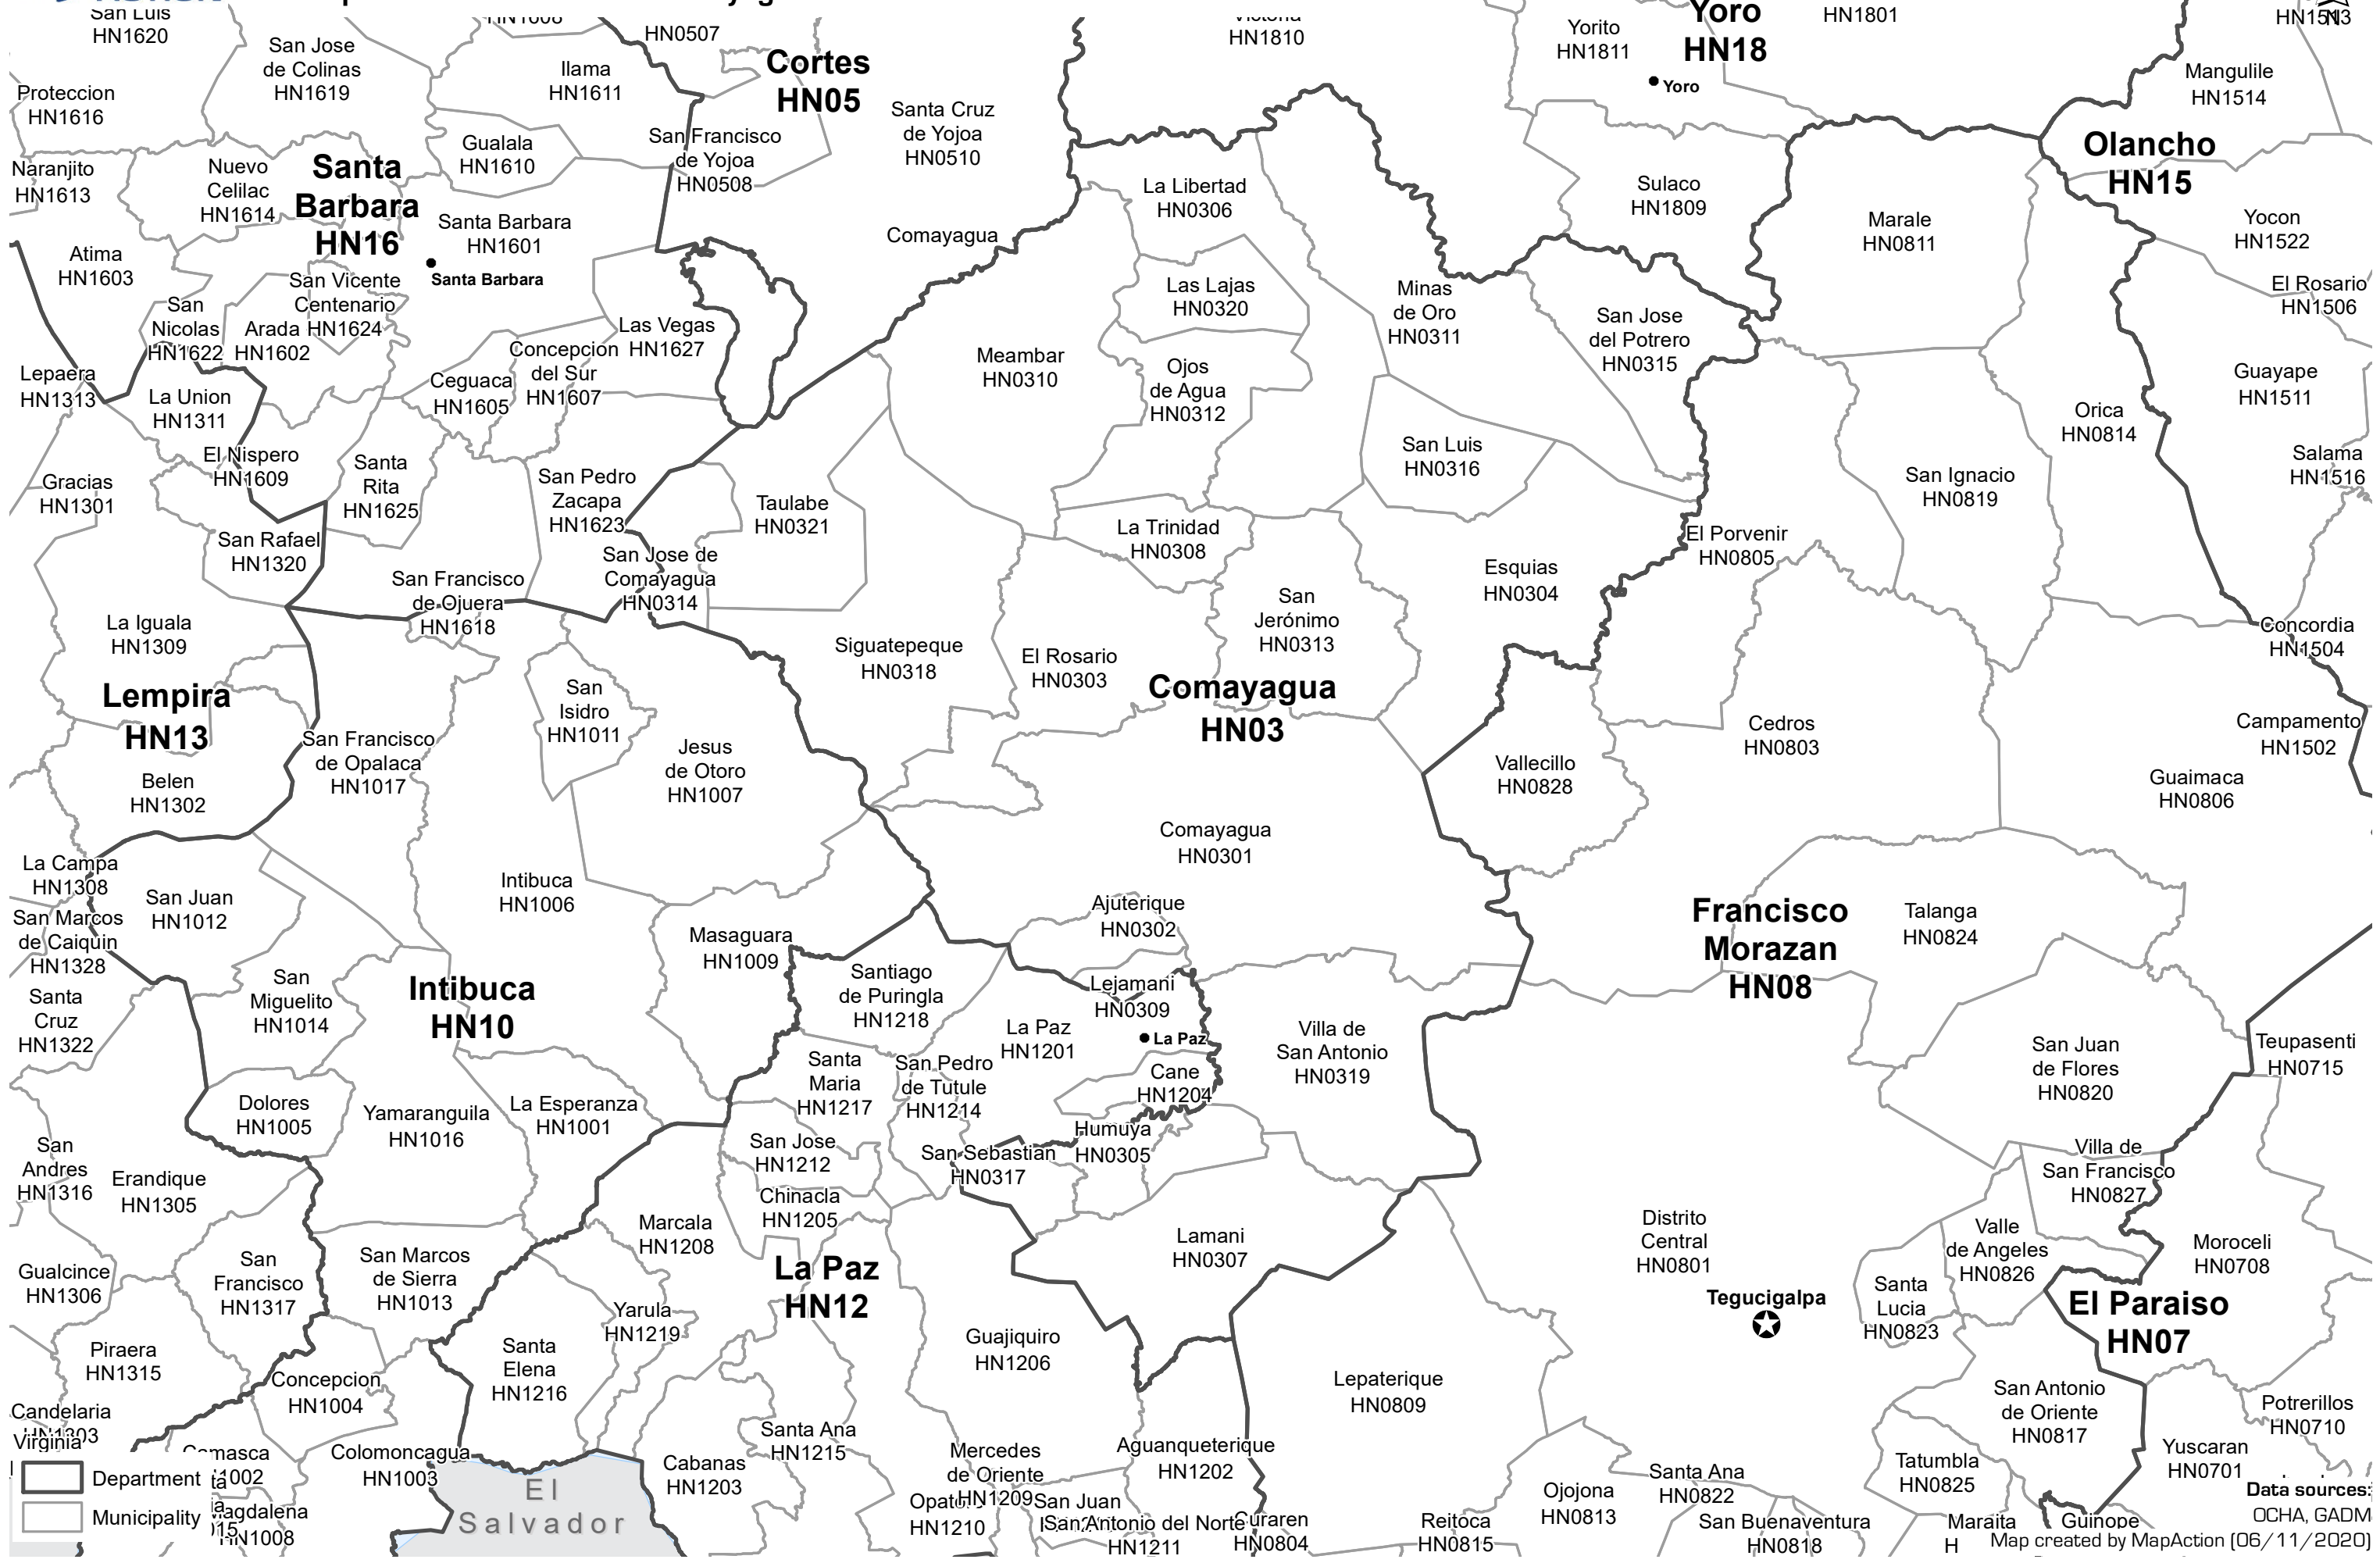 San Luis
HN1620
HN0507
HN1810
Yorito
HN1811
Yoro
HN18
Yoro
HN1801
HN1513
San Jose
de Colinas
HN1619
Ilama
HN1611
Cortes
HN05
Mangulile
HN1514
Proteccion
HN1616
Santa Cruz
de Yojoa
HN0510
Gualala
HN1610
San Francisco
de Yojoa
HN0508
Olancho
HN15
Naranjito
HN1613
Nuevo
Celilac
HN1614
Santa
Barbara
HN16
La Libertad
HN0306
Sulaco
HN1809
Marale
HN0811
Yocon
HN1522
Santa Barbara
HN1601
Santa Barbara
Comayagua
Atima
HN1603
San Vicente
Centenario
HN1624
San
Nicolas
HN1622
Arada
HN1602
Las Vegas
HN1627
Las Lajas
HN0320
Minas
de Oro
HN0311
San Jose
del Potrero
HN0315
El Rosario
HN1506
Lepaera
HN1313
La Union
HN1311
Ceguaca
HN1605
Concepcion
del Sur
HN1607
Meambar
HN0310
Ojos
de Agua
HN0312
Guayape
HN1511
Orica
HN0814
El Nispero
HN1609
Santa
Rita
HN1625
San Pedro
Zacapa
HN1623
Taulabe
HN0321
San Luis
HN0316
San Ignacio
HN0819
Salama
HN1516
Gracias
HN1301
San Rafael
HN1320
San Jose de
Comayagua
HN0314
La Trinidad
HN0308
El Porvenir
HN0805
San Francisco
de Ojuera
HN1618
Esquias
HN0304
La Iguala
HN1309
San
Jerónimo
HN0313
Concordia
HN1504
Siguatepeque
HN0318
El Rosario
HN0303
Lempira
HN13
San
Isidro
HN1011
Comayagua
HN03
San Francisco
de Opalaca
HN1017
Jesus
de Otoro
HN1007
Vallecillo
HN0828
Cedros
HN0803
Campamento
HN1502
Belen
HN1302
Guaimaca
HN0806
Comayagua
HN0301
La Campa
HN1308
San Juan
HN1012
Intibuca
HN1006
Ajuterique
HN0302
Francisco
Morazan
HN08
Talanga
HN0824
San Marcos
de Caiquin
HN1328
Masaguara
HN1009
San
Miguelito
HN1014
Intibuca
HN10
Santiago
de Puringla
HN1218
Lejamani
HN0309
Santa
Cruz
HN1322
La Paz
HN1201
La Paz
Villa de
San Antonio
HN0319
San Juan
de Flores
HN0820
Teupasenti
HN0715
Santa
Maria
HN1217
San Pedro
de Tutule
HN1214
Cane
HN1204
Dolores
HN1005
Yamaranguila
HN1016
La Esperanza
HN1001
San Jose
HN1212
San Sebastian
HN0317
Humuya
HN0305
San
Andres
HN1316
Erandique
HN1305
Villa de
San Francisco
HN0827
Chinacla
HN1205
Marcala
HN1208
Lamani
HN0307
Distrito
Central
HN0801
Valle
de Angeles
HN0826
Moroceli
HN0708
Gualcince
HN1306
San
Francisco
HN1317
San Marcos
de Sierra
HN1013
La Paz
HN12
Tegucigalpa
Santa
Lucia
HN0823
El Paraiso
HN07
Yarula
HN1219
Piraera
HN1315
Santa
Elena
HN1216
Guajiquiro
HN1206
Lepaterique
HN0809
Concepcion
HN1004
San Antonio
de Oriente
HN0817
Potrerillos
HN0710
Candelaria
Virginia
Colomoncagua
HN1003
Santa Ana
HN1215
Cabanas
HN1203
Mercedes
de Oriente
HN1209
Aguanqueterique
HN1202
Tatumbla
HN0825
Yuscaran
HN0701
Department
Municipality
El
Salvador
HN1210
San Juan
San Antonio del Norte
HN1211
Curaren
HN0804
Reitoca
HN0815
Ojojona
HN0813
Santa Ana
HN0822
San Buenaventura
HN0818
Maraita
Guinope
HN1008
Data sources:
OCHA, GADM
Map created by MapAction (06/11/2020)